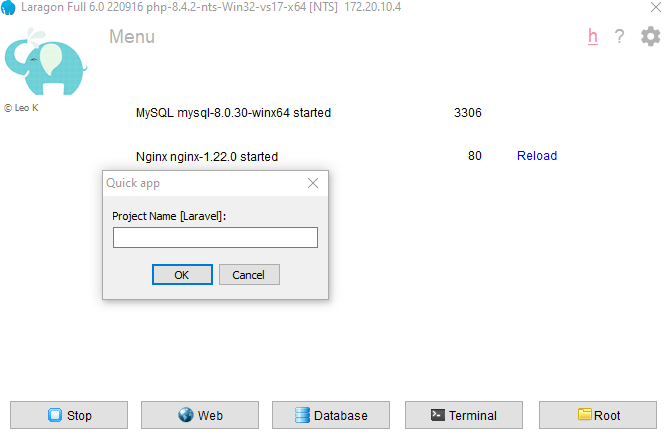 Laragon Full 6.0 220916 php-8.4.2-nts-Win32-vs17-x64 [NTS] 172.20.10.4
Menu h ?
© Leo K
MySQL mysql-8.0.30-winx64 started 3306
Nginx nginx-1.22.0 started 80 Reload
Quick app
Project Name [Laravel]:
OK Cancel
Stop Web Database Terminal Root